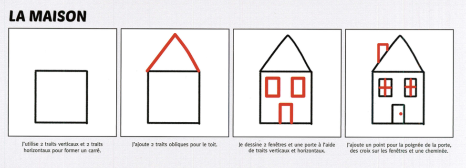 LA MAISON
J'utilise 2 traits verticaux et 2 traits
horizontaux pour former un carré.
J'ajoute 2 traits obliques pour le toit.
Je dessine 2 fenêtres et une porte à l'aide
de traits verticaux et horizontaux.
J'ajoute un point pour la poignée de la porte,
des croix sur les fenêtres et une cheminée.